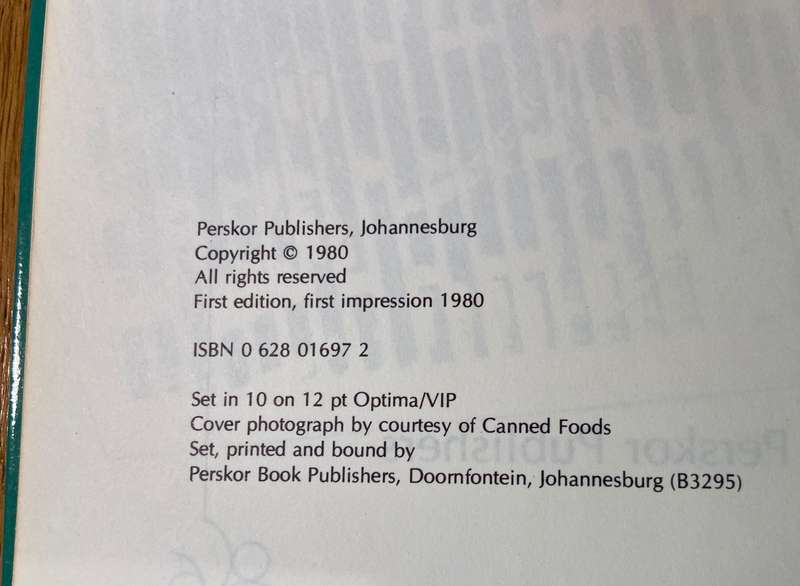 Perskor Publishers, Johannesburg
Copyright © 1980
All rights reserved
First edition, first impression 1980
ISBN 0 628 01697 2
Set in 10 on 12 pt Optima/VIP
Cover photograph by courtesy of Canned Foods
Set, printed and bound by
Perskor Book Publishers, Doornfontein, Johannesburg (B3295)
Perskor Publishers